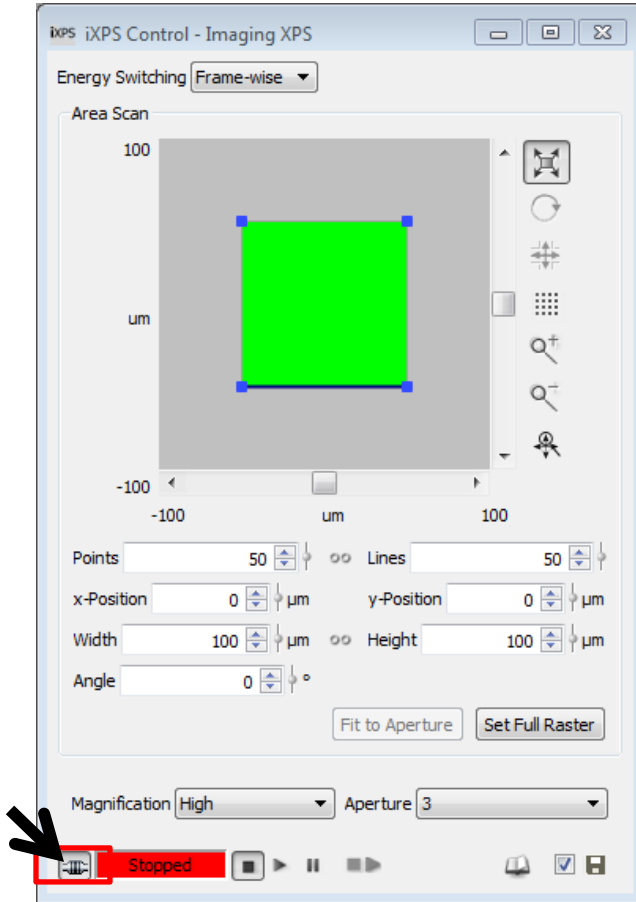 iXPS iXPS Control - Imaging XPS
Energy Switching Frame-wise
Area Scan
100
um
-100
-100 um 100
Points 50 Lines 50
x-Position 0 µm y-Position 0 µm
Width 100 µm Height 100 µm
Angle 0 °
Fit to Aperture Set Full Raster
Magnification High Aperture 3
Stopped